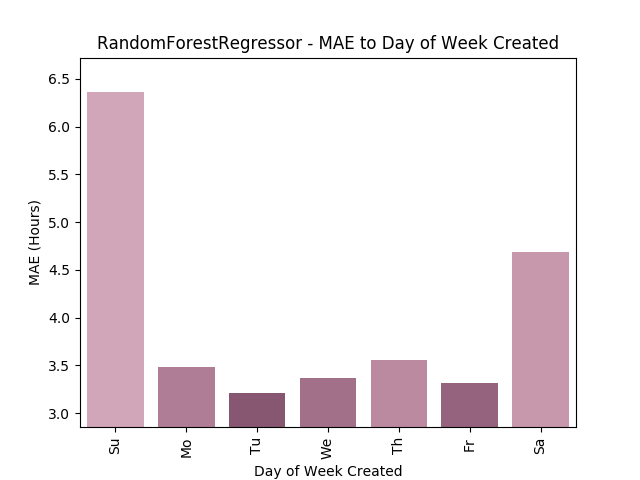 RandomForestRegressor - MAE to Day of Week Created
6.5
6.0
5.5
5.0
4.5
4.0
3.5
3.0
MAE (Hours)
Su
Mo
Tu
We
Th
Fr
Sa
Day of Week Created